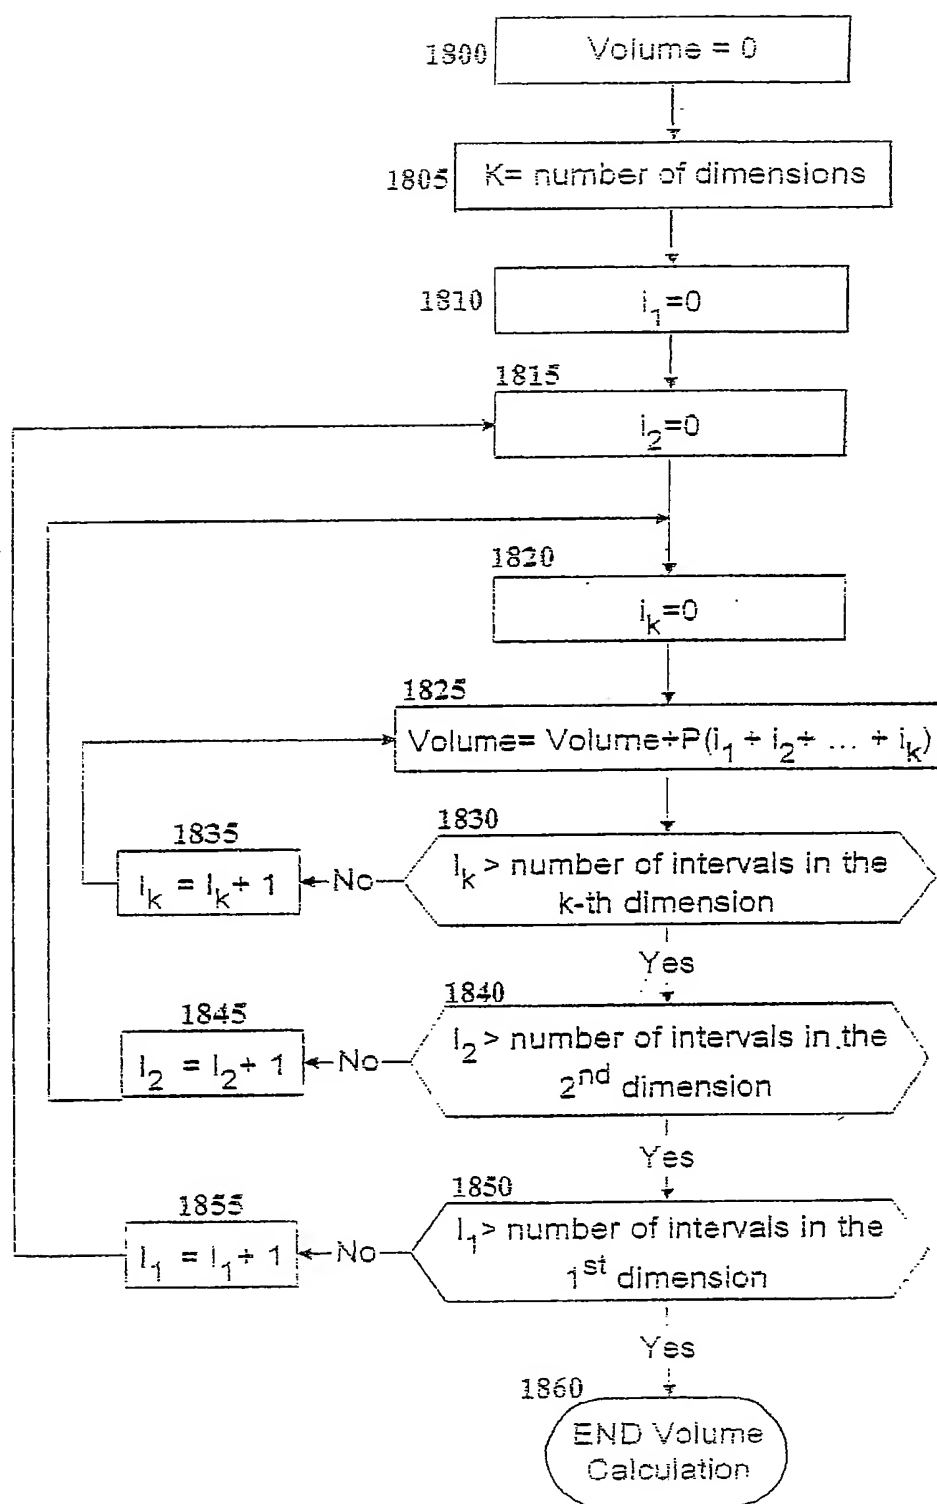 1800
Volume = 0
1805
K= number of dimensions
1810
i1=0
1815
i2=0
1820
ik=0
1825
Volume= Volume+P(i1 + i2+ ... + ik)
1830
Ik > number of intervals in the
k-th dimension
No
1835
ik = Ik+ 1
Yes
1840
I2 > number of intervals in the
2nd dimension
No
1845
I2 = I2+ 1
Yes
1850
I1> number of intervals in the
1st dimension
No
1855
I1 = I1+ 1
Yes
1860
END Volume
Calculation